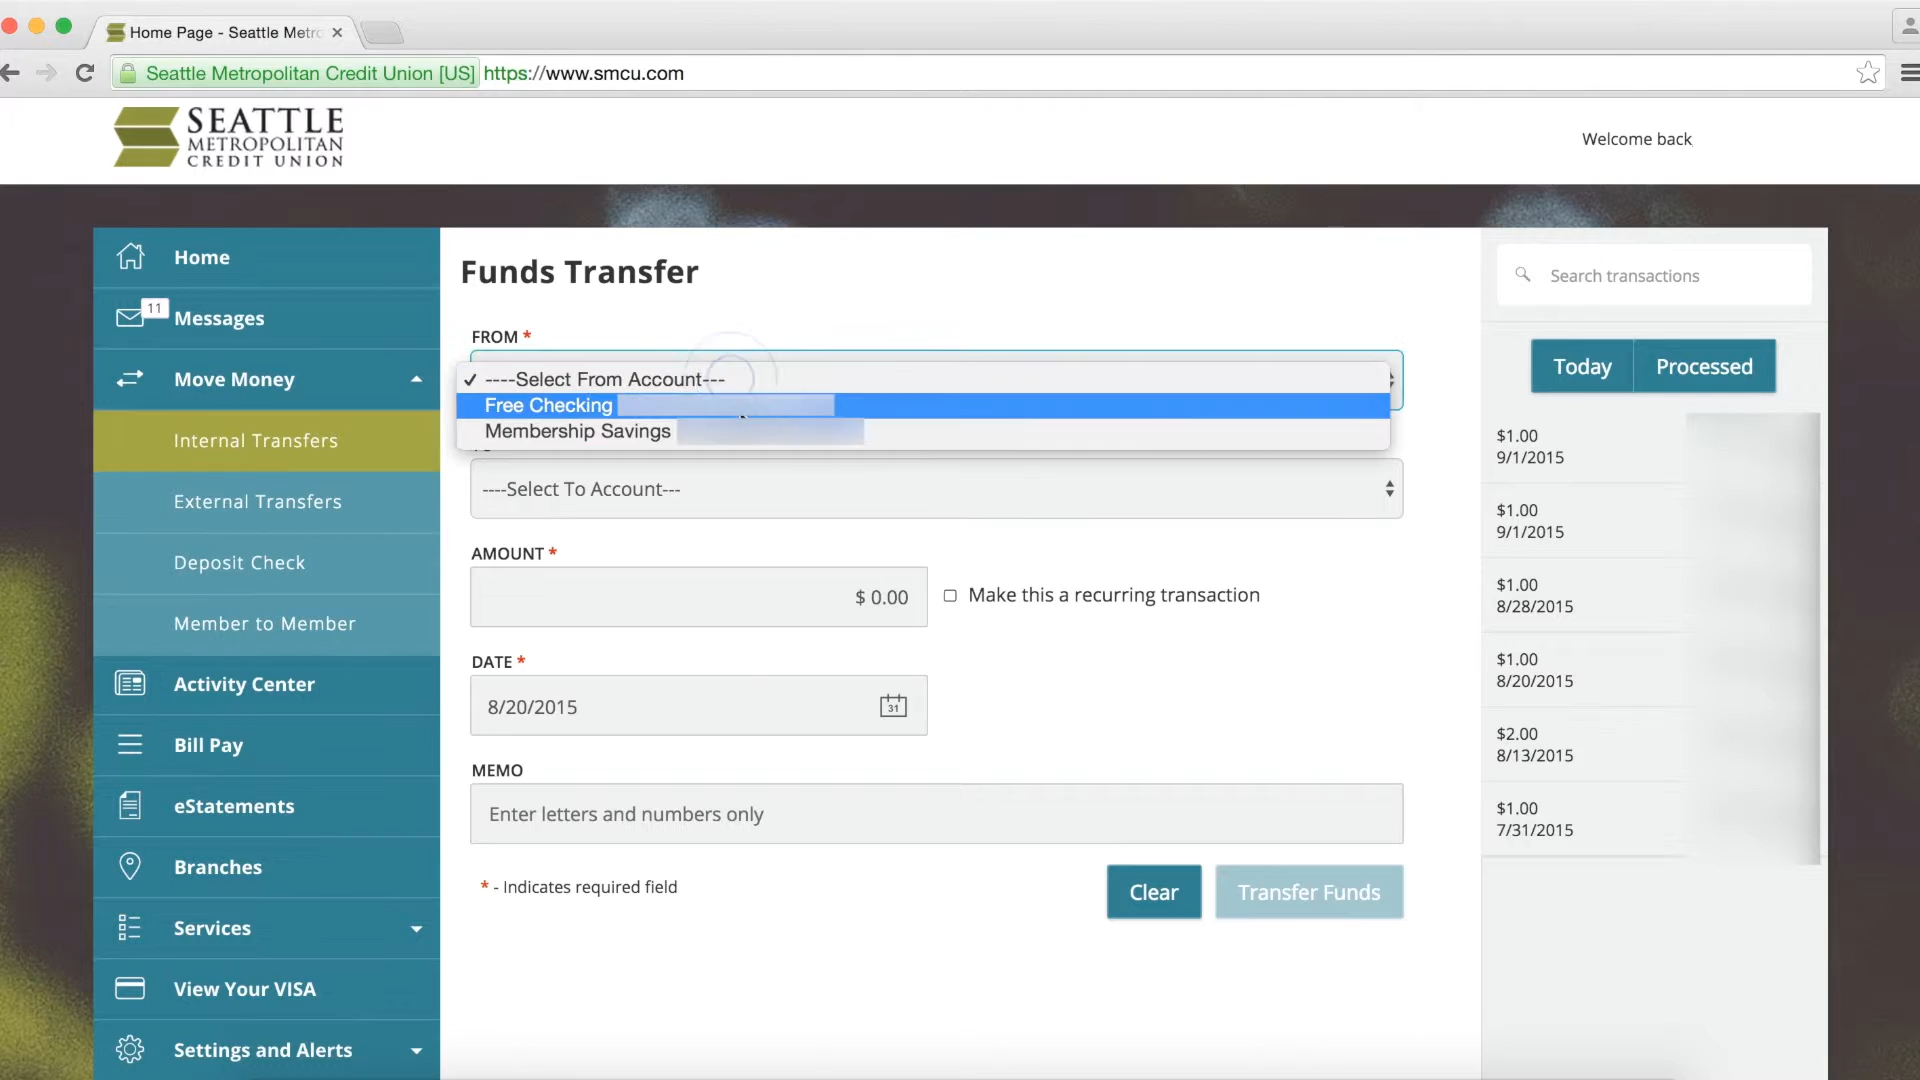 Home Page - Seattle Metro
Seattle Metropolitan Credit Union [US] https://www.smcu.com
SEATTLE
METROPOLITAN
CREDIT UNION
Welcome back
Home
11
Messages
Move Money
Internal Transfers
External Transfers
Deposit Check
Member to Member
Activity Center
Bill Pay
eStatements
Branches
Services
View Your VISA
Settings and Alerts
Funds Transfer
FROM *
✓ ----Select From Account---
Free Checking
Membership Savings
----Select To Account---
AMOUNT *
$ 0.00
Make this a recurring transaction
DATE *
8/20/2015
31
MEMO
Enter letters and numbers only
* - Indicates required field
Clear
Transfer Funds
Search transactions
Today
Processed
$1.00
9/1/2015
$1.00
9/1/2015
$1.00
8/28/2015
$1.00
8/20/2015
$2.00
8/13/2015
$1.00
7/31/2015